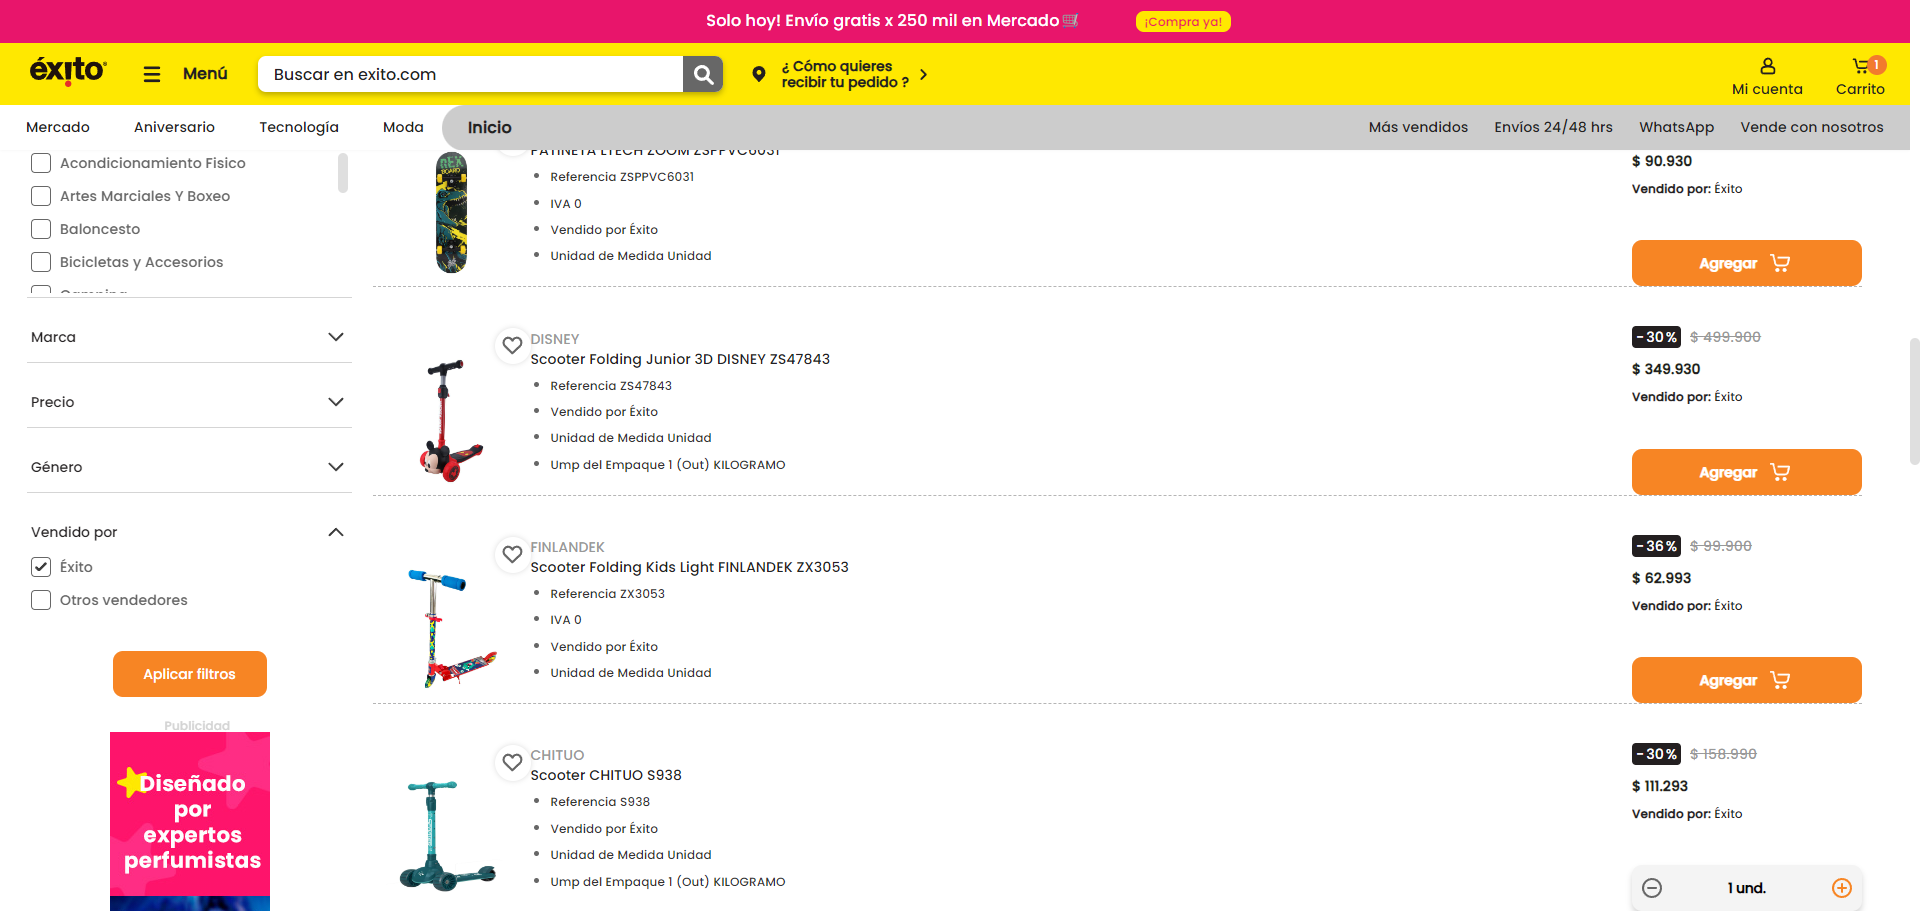 Solo hoy! Envío gratis x 250 mil en Mercado
¡Compra ya!
éxito
Menú
Buscar en exito.com
¿ Cómo quieres
recibir tu pedido ?
Mi cuenta
1
Carrito
Mercado
Aniversario
Tecnología
Moda
Inicio
Más vendidos
Envíos 24/48 hrs
WhatsApp
Vende con nosotros
Acondicionamiento Fisico
Artes Marciales Y Boxeo
Baloncesto
Bicicletas y Accesorios
Camping
Marca
Precio
Género
Vendido por
Éxito
Otros vendedores
Aplicar filtros
Publicidad
Diseñado
por
expertos
perfumistas
PATINETA LTECH ZOOM ZSPPVC6031
Referencia ZSPPVC6031
IVA 0
Vendido por Éxito
Unidad de Medida Unidad
$ 90.930
Vendido por: Éxito
Agregar
DISNEY
Scooter Folding Junior 3D DISNEY ZS47843
Referencia ZS47843
Vendido por Éxito
Unidad de Medida Unidad
Ump del Empaque 1 (Out) KILOGRAMO
-30% $ 499.900
$ 349.930
Vendido por: Éxito
Agregar
FINLANDEK
Scooter Folding Kids Light FINLANDEK ZX3053
Referencia ZX3053
IVA 0
Vendido por Éxito
Unidad de Medida Unidad
-36% $ 99.900
$ 62.993
Vendido por: Éxito
Agregar
CHITUO
Scooter CHITUO S938
Referencia S938
Vendido por Éxito
Unidad de Medida Unidad
Ump del Empaque 1 (Out) KILOGRAMO
-30% $ 158.990
$ 111.293
Vendido por: Éxito
1 und.